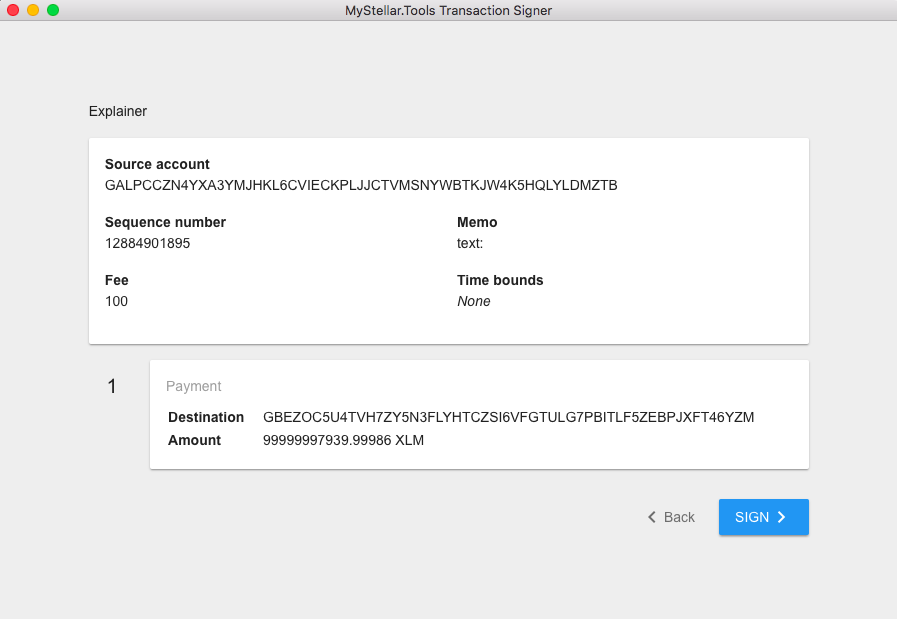 MyStellar.Tools Transaction Signer
Explainer
Source account
GALPCCZN4YXA3YMJHKL6CVIECKPLJJCTVMSNYWBTKJW4K5HQLYLDMZTB
Sequence number
12884901895
Memo
text:
Fee
100
Time bounds
None
1
Payment
Destination GBEZOC5U4TVH7ZY5N3FLYHTCZSI6VFGTULG7PBITLF5ZEBPJXFT46YZM
Amount 99999997939.99986 XLM
Back
SIGN